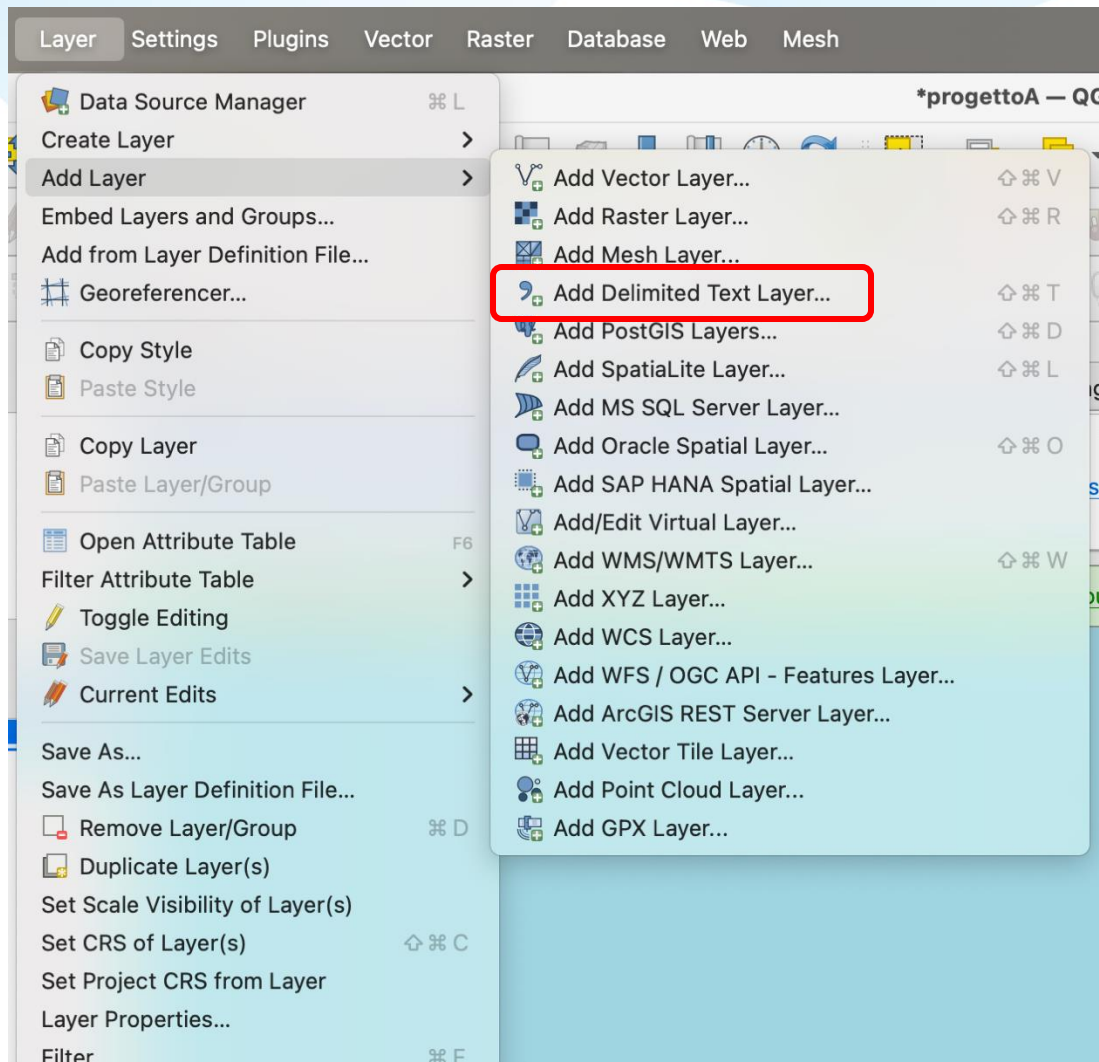 Layer Settings Plugins Vector Raster Database Web Mesh
*progettoA — QG
Data Source Manager ⌘ L
Create Layer >
Add Layer >
Embed Layers and Groups...
Add from Layer Definition File...
Georeferencer...
Copy Style
Paste Style
Copy Layer
Paste Layer/Group
Open Attribute Table F6
Filter Attribute Table >
Toggle Editing
Save Layer Edits
Current Edits >
Save As...
Save As Layer Definition File...
Remove Layer/Group ⌘ D
Duplicate Layer(s)
Set Scale Visibility of Layer(s)
Set CRS of Layer(s) ⇧ ⌘ C
Set Project CRS from Layer
Layer Properties...
Filter ⌘ F
Add Vector Layer... ⇧ ⌘ V
Add Raster Layer... ⇧ ⌘ R
Add Mesh Layer...
Add Delimited Text Layer... ⇧ ⌘ T
Add PostGIS Layers... ⇧ ⌘ D
Add SpatiaLite Layer... ⇧ ⌘ L
Add MS SQL Server Layer...
Add Oracle Spatial Layer... ⇧ ⌘ O
Add SAP HANA Spatial Layer...
Add/Edit Virtual Layer...
Add WMS/WMTS Layer... ⇧ ⌘ W
Add XYZ Layer...
Add WCS Layer...
Add WFS / OGC API - Features Layer...
Add ArcGIS REST Server Layer...
Add Vector Tile Layer...
Add Point Cloud Layer...
Add GPX Layer...